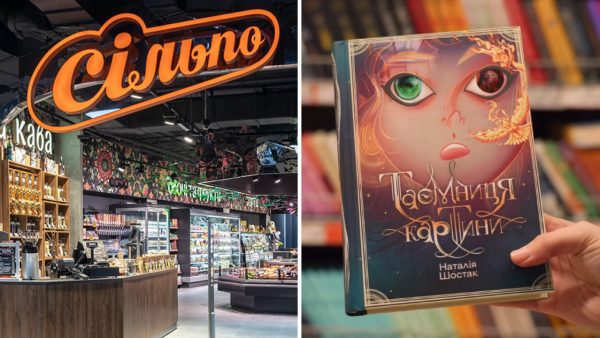 сільпо
кава
Таємниця
картини
Наталія
Шостак